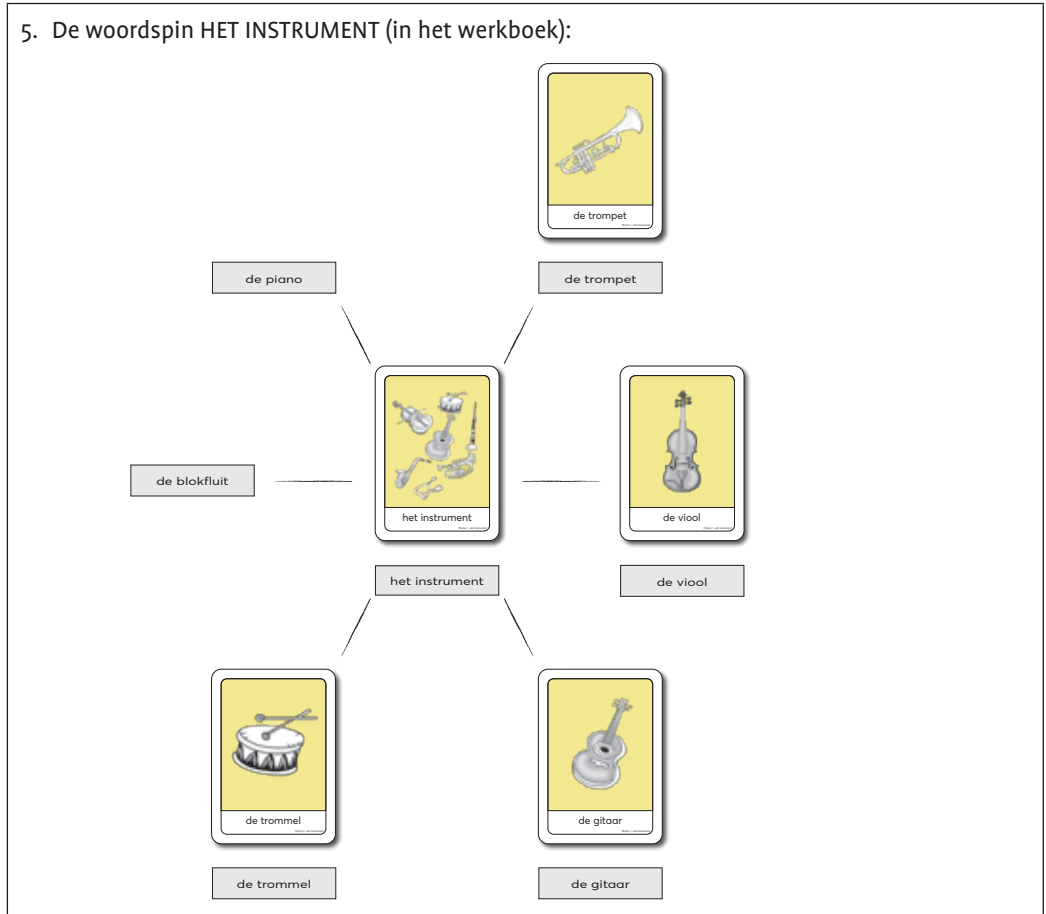 5. De woordspin HET INSTRUMENT (in het werkboek):
de trompet
de piano
de trompet
het instrument
de viool
de blokfluit
het instrument
de viool
de trommel
de gitaar
de trommel
de gitaar